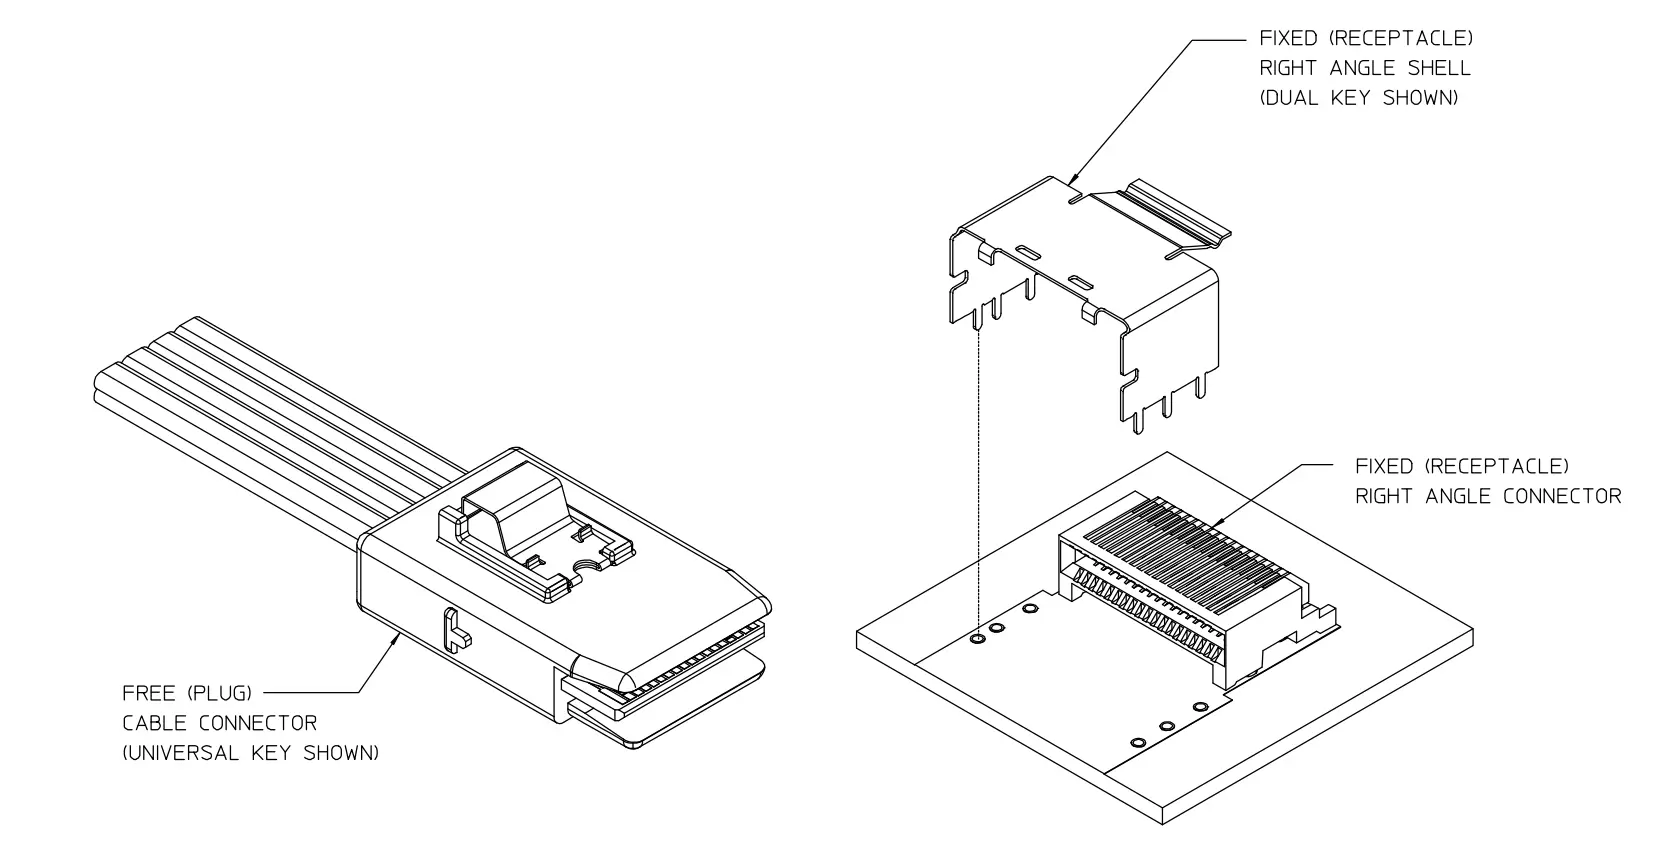 FIXED (RECEPTACLE)
RIGHT ANGLE SHELL
(DUAL KEY SHOWN)
FIXED (RECEPTACLE)
RIGHT ANGLE CONNECTOR
FREE (PLUG)
CABLE CONNECTOR
(UNIVERSAL KEY SHOWN)